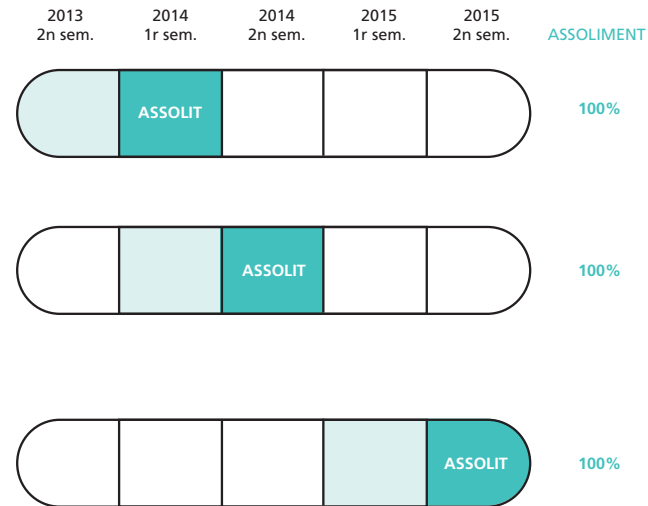 2013 2014 2014 2015 2015
2n sem. 1r sem. 2n sem. 1r sem. 2n sem. ASSOLIMENT
ASSOLIT 100%
ASSOLIT 100%
ASSOLIT 100%